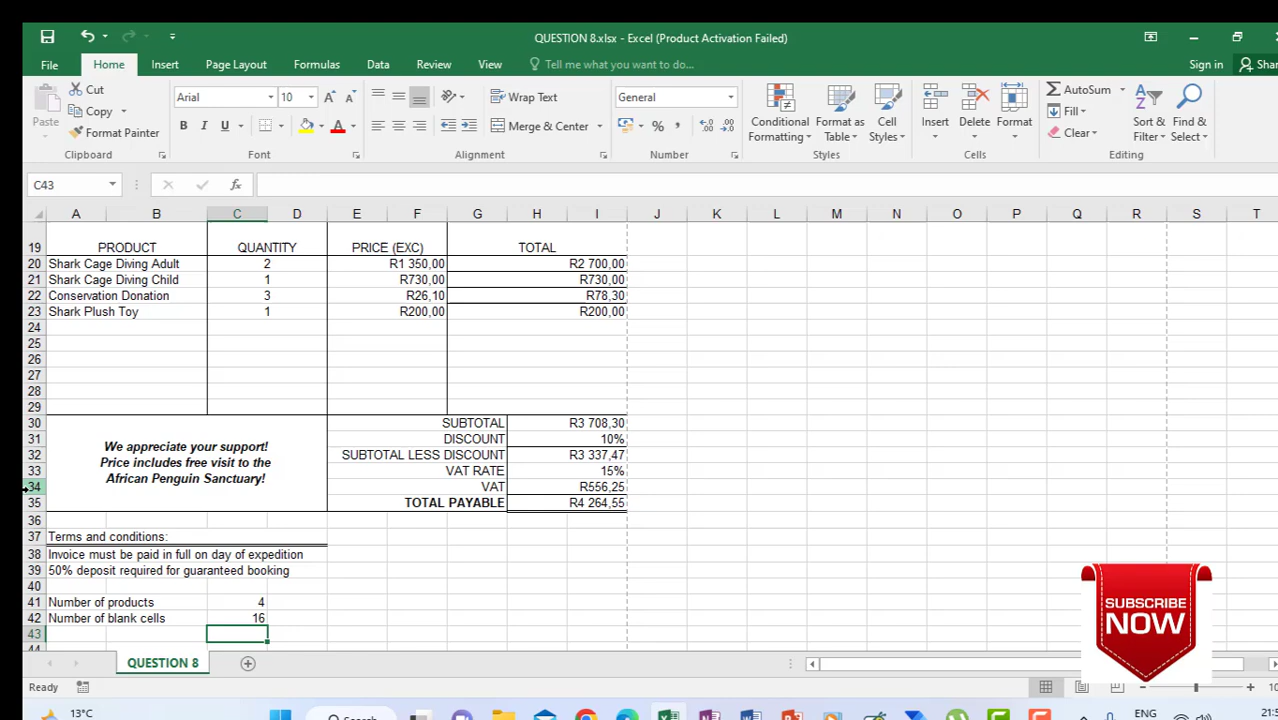 QUESTION 8.xlsx - Excel (Product Activation Failed)
File Home Insert Page Layout Formulas Data Review View Tell me what you want to do... Sign in
Cut
Copy
Format Painter
Paste
Clipboard
Arial 10
B I U
Font
Wrap Text
Merge & Center
Alignment
General
Number
Conditional Formatting
Format as Table
Cell Styles
Styles
Insert Delete Format
Cells
AutoSum
Fill
Clear
Sort & Filter
Find & Select
Editing
C43 fx
A B C D E F G H I J K L M N O P Q R S T
19 PRODUCT QUANTITY PRICE (EXC) TOTAL
20 Shark Cage Diving Adult 2 R1 350,00 R2 700,00
21 Shark Cage Diving Child 1 R730,00 R730,00
22 Conservation Donation 3 R26,10 R78,30
23 Shark Plush Toy 1 R200,00 R200,00
24
25
26
27
28
29
30 SUBTOTAL R3 708,30
31 DISCOUNT 10%
32 SUBTOTAL LESS DISCOUNT R3 337,47
33 VAT RATE 15%
34 VAT R556,25
35 TOTAL PAYABLE R4 264,55
We appreciate your support!
Price includes free visit to the
African Penguin Sanctuary!
36
37 Terms and conditions:
38 Invoice must be paid in full on day of expedition
39 50% deposit required for guaranteed booking
40
41 Number of products 4
42 Number of blank cells 16
43
SUBSCRIBE
NOW
QUESTION 8
Ready
13°C
Search
ENG